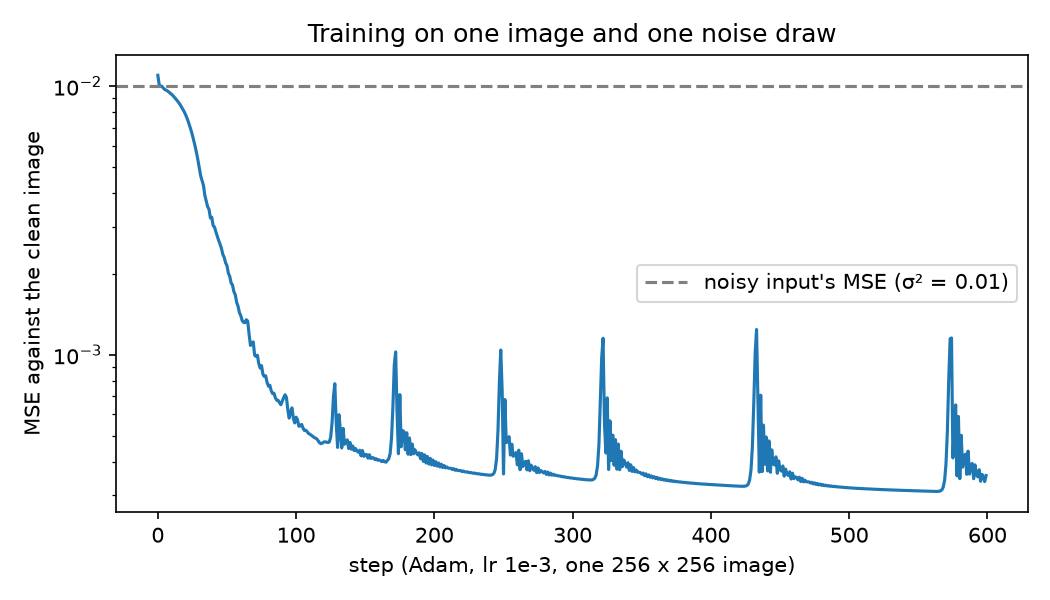 Training on one image and one noise draw
MSE against the clean image
10⁻²
10⁻³
noisy input's MSE (σ² = 0.01)
0 100 200 300 400 500 600
step (Adam, lr 1e-3, one 256 x 256 image)